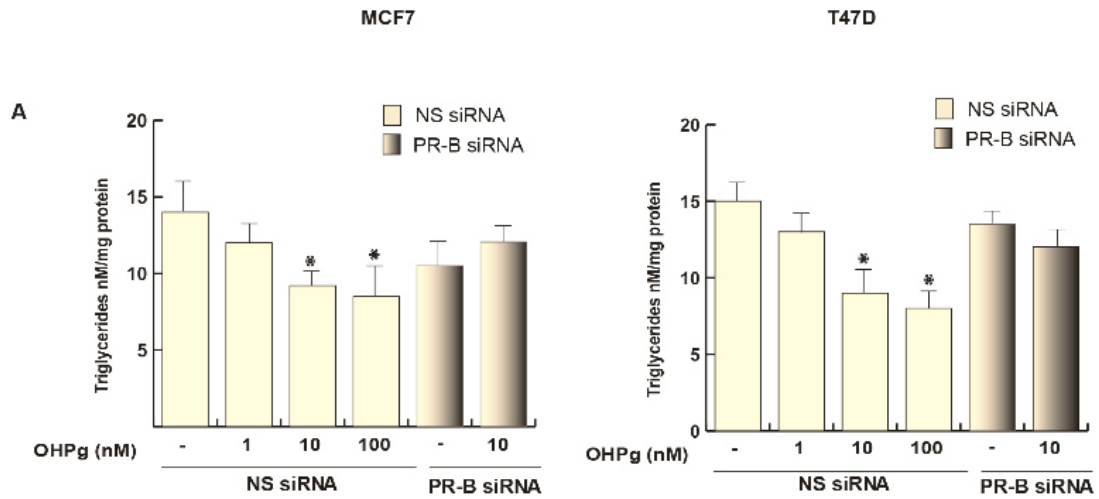 MCF7
T47D
A
NS siRNA
PR-B siRNA
Triglycerides nM/mg protein
20
15
10
5
OHPg (nM)
- 1 10 100 - 10
NS siRNA PR-B siRNA
NS siRNA
PR-B siRNA
Triglycerides nM/mg protein
20
15
10
5
0
* *
* *
OHPg (nM)
- 1 10 100 - 10
NS siRNA PR-B siRNA